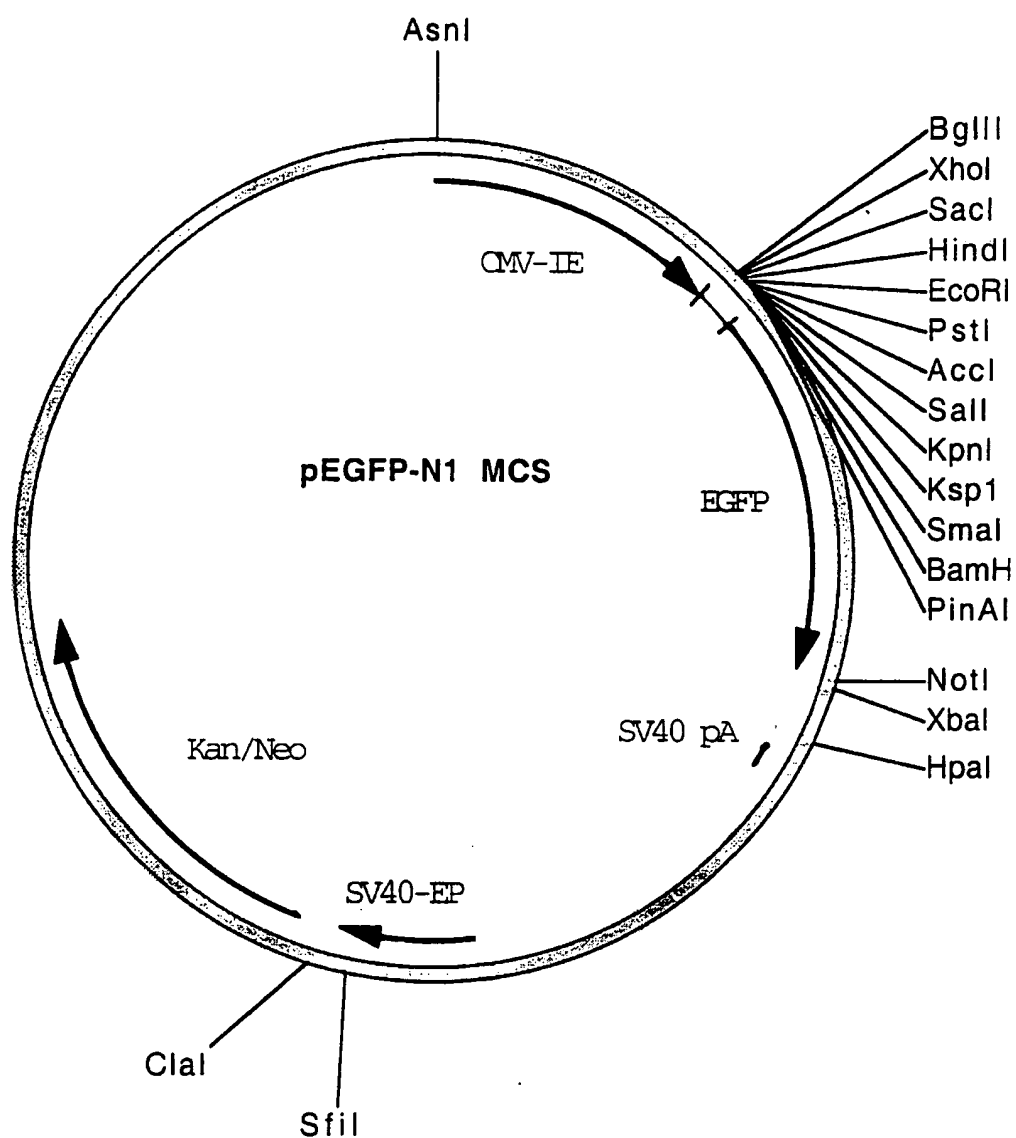 AsnI
BglII
XhoI
SacI
HindI
EcoRI
PstI
AccI
SalI
KpnI
Ksp1
SmaI
BamH
PinAI
CMV-IE
pEGFP-N1 MCS
EGFP
NotI
XbaI
HpaI
SV40 pA
Kan/Neo
SV40-EP
ClaI
SfiI